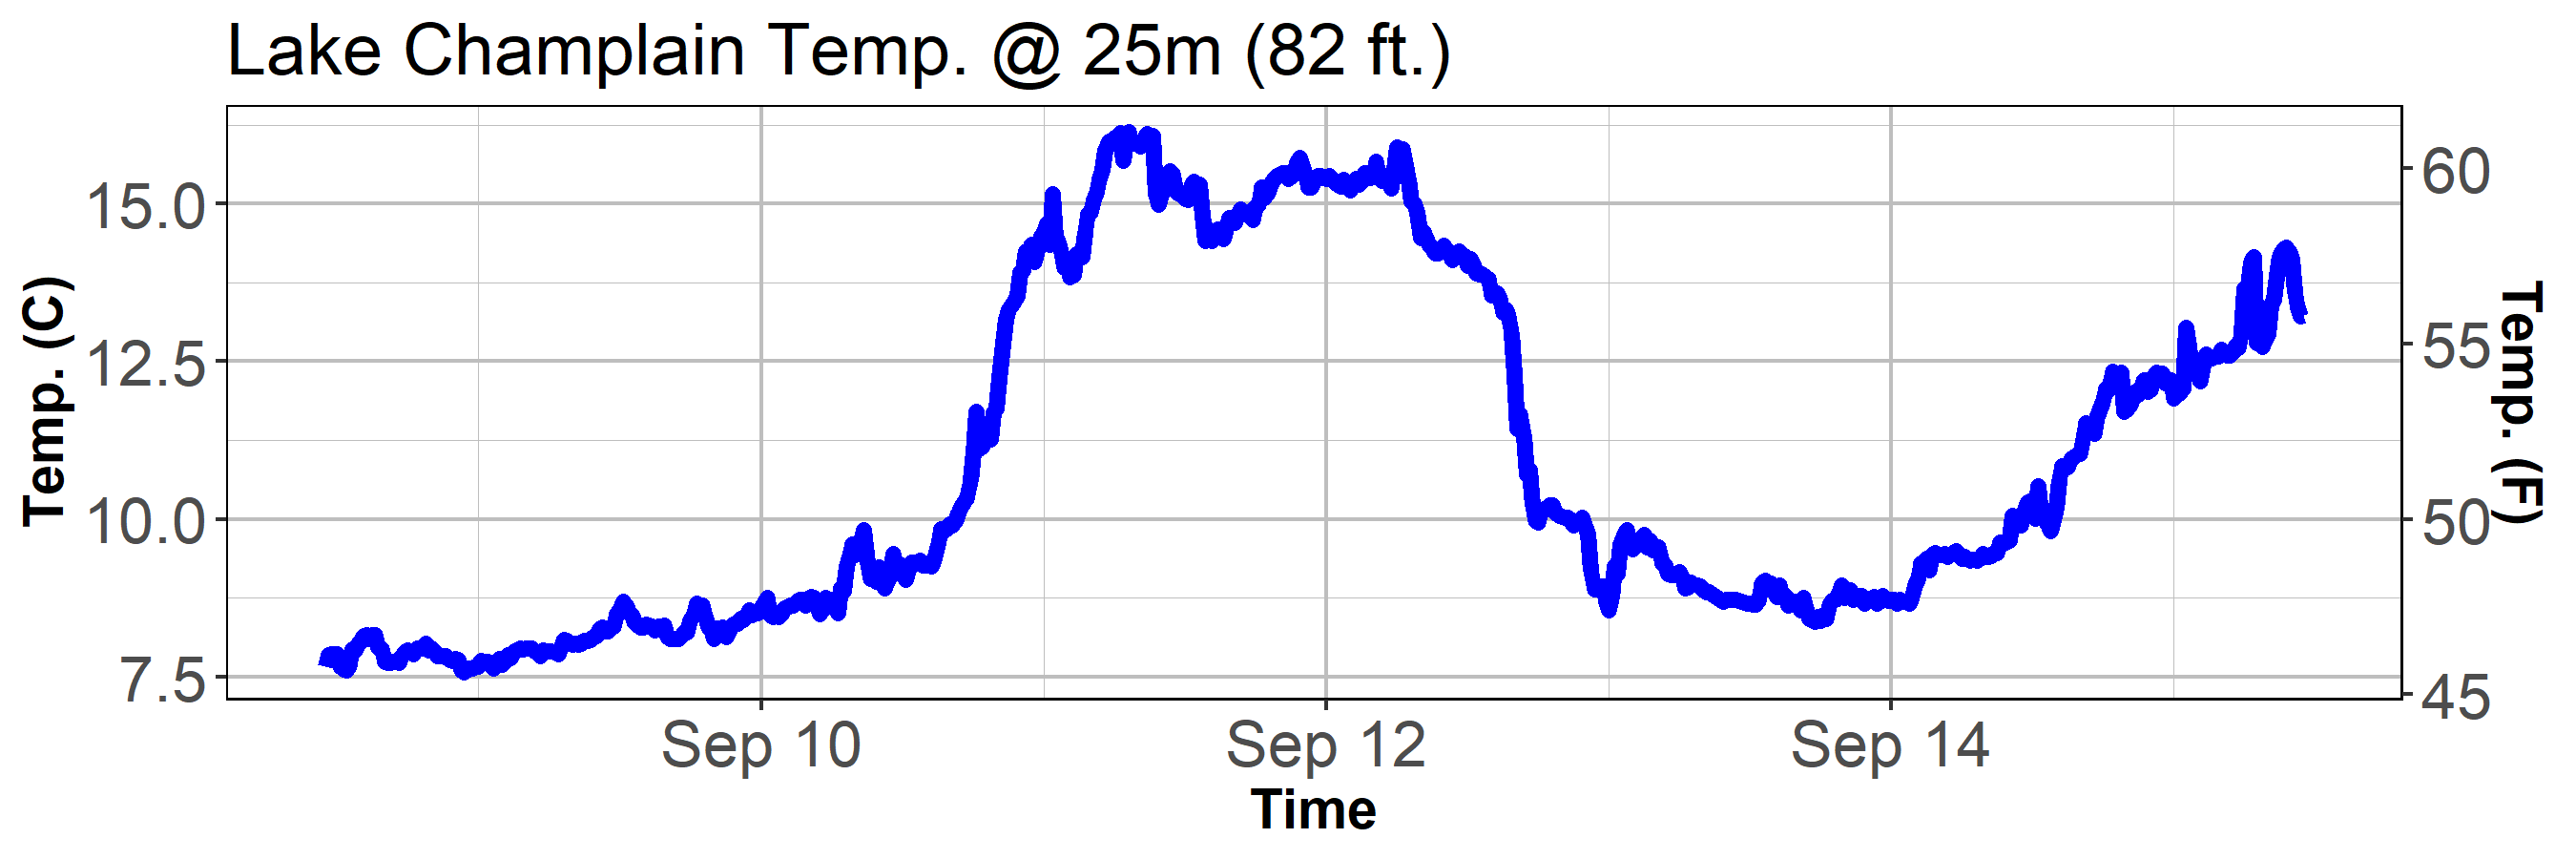 Lake Champlain Temp. @ 25m (82 ft.)
Temp. (C)
15.0
12.5
10.0
7.5
60
55
50
45
Temp. (F)
Sep 10 Sep 12 Sep 14
Time